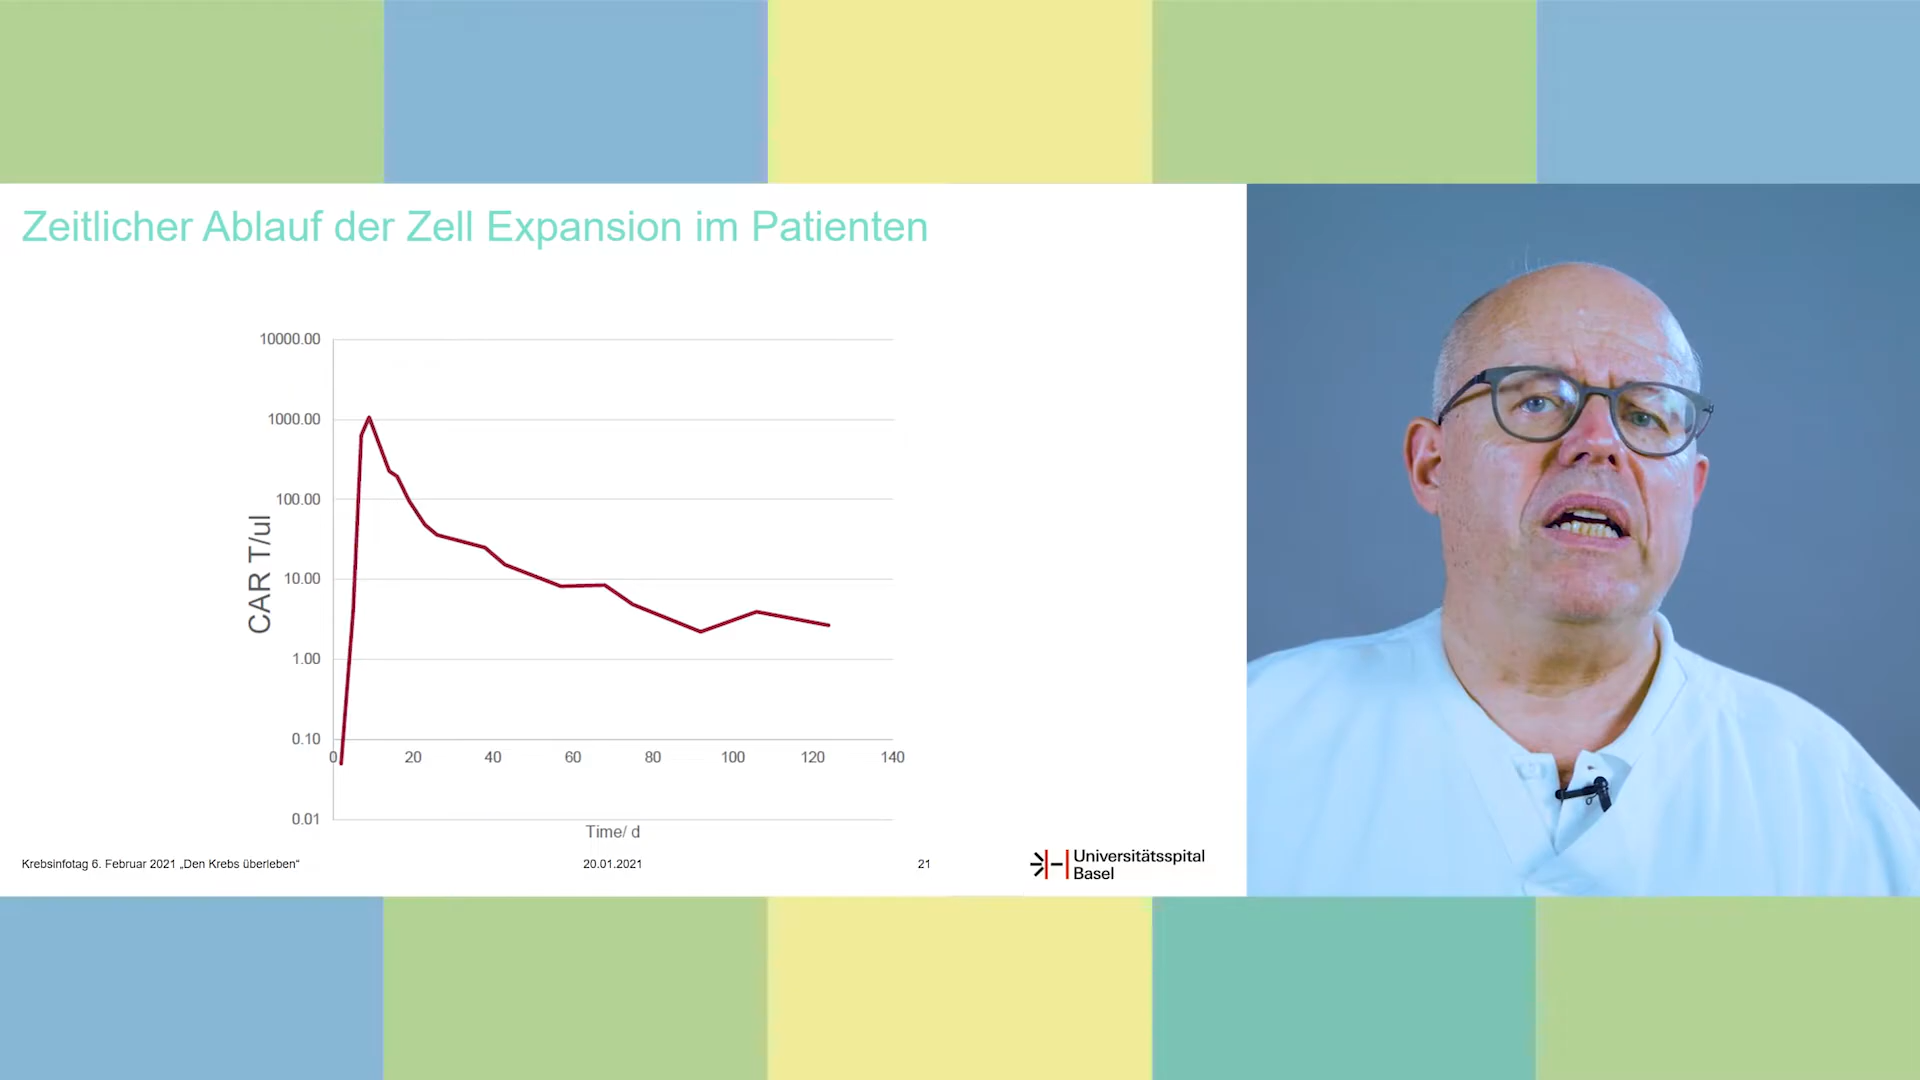 Zeitlicher Ablauf der Zell Expansion im Patienten
10000.00
1000.00
100.00
10.00
1.00
0.10
0.01
CAR T/ul
0 20 40 60 80 100 120 140
Time/ d
Krebsinfotag 6. Februar 2021 „Den Krebs überleben“
20.01.2021
21
Universitätsspital
Basel